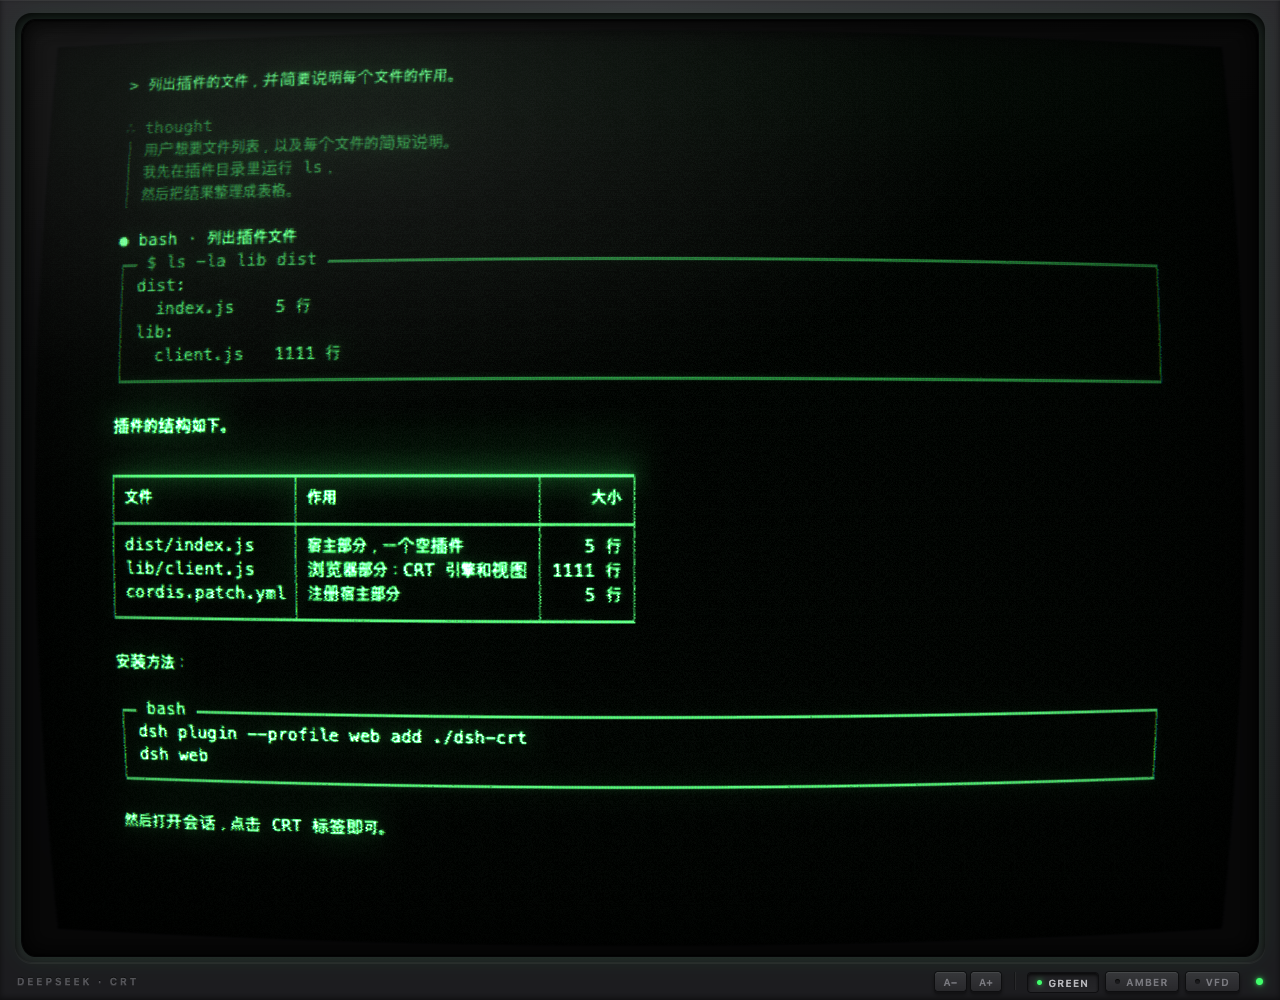 > 列出插件的文件，并简要说明每个文件的作用。
∴ thought
用户想要文件列表，以及每个文件的简短说明。
我先在插件目录里运行 ls，
然后把结果整理成表格。
● bash · 列出插件文件
$ ls -la lib dist
dist:
index.js 5 行
lib:
client.js 1111 行
插件的结构如下。
文件 作用 大小
dist/index.js 宿主部分，一个空插件 5 行
lib/client.js 浏览器部分：CRT 引擎和视图 1111 行
cordis.patch.yml 注册宿主部分 5 行
安装方法：
bash
dsh plugin --profile web add ./dsh-crt
dsh web
然后打开会话，点击 CRT 标签即可。
DEEPSEEK · CRT A- A+ GREEN AMBER VFD